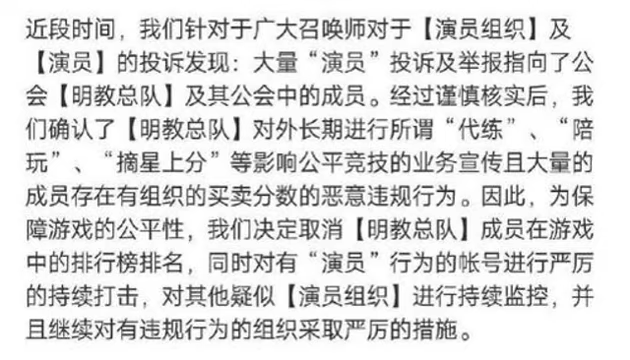 近段时间，我们针对于广大召唤师对于【演员组织】及
【演员】的投诉发现：大量“演员”投诉及举报指向了公
会【明教总队】及其公会中的成员。经过谨慎核实后，我
们确认了【明教总队】对外长期进行所谓“代练”、“陪
玩”、“摘星上分”等影响公平竞技的业务宣传且大量的
成员存在有组织的买卖分数的恶意违规行为。因此，为保
障游戏的公平性，我们决定取消【明教总队】成员在游戏
中的排行榜排名，同时对有“演员”行为的帐号进行严厉
的持续打击，对其他疑似【演员组织】进行持续监控，并
且继续对有违规行为的组织采取严厉的措施。